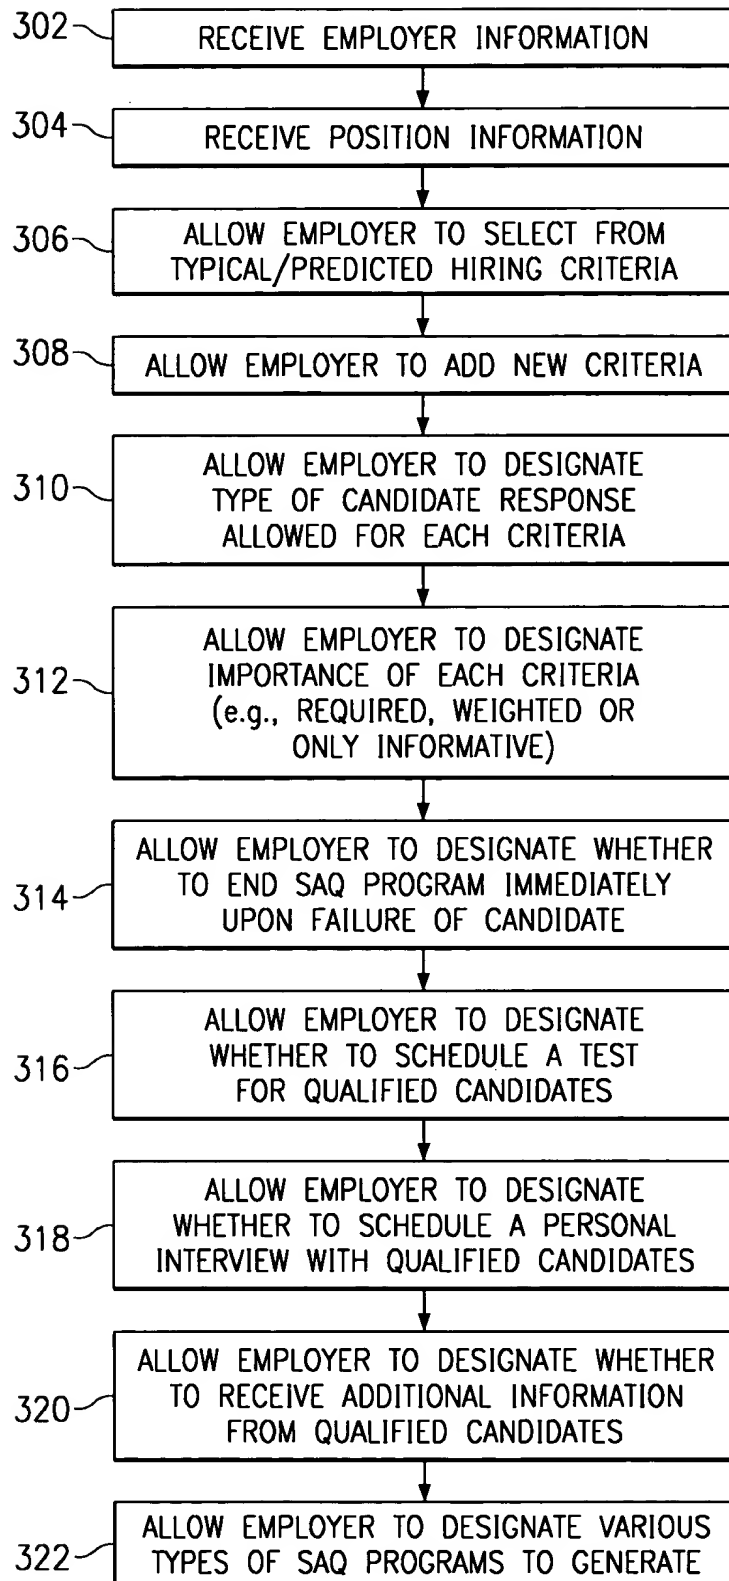 302
RECEIVE EMPLOYER INFORMATION
304
RECEIVE POSITION INFORMATION
306
ALLOW EMPLOYER TO SELECT FROM
TYPICAL/PREDICTED HIRING CRITERIA
308
ALLOW EMPLOYER TO ADD NEW CRITERIA
310
ALLOW EMPLOYER TO DESIGNATE
TYPE OF CANDIDATE RESPONSE
ALLOWED FOR EACH CRITERIA
312
ALLOW EMPLOYER TO DESIGNATE
IMPORTANCE OF EACH CRITERIA
(e.g., REQUIRED, WEIGHTED OR
ONLY INFORMATIVE)
314
ALLOW EMPLOYER TO DESIGNATE WHETHER
TO END SAQ PROGRAM IMMEDIATELY
UPON FAILURE OF CANDIDATE
316
ALLOW EMPLOYER TO DESIGNATE
WHETHER TO SCHEDULE A TEST
FOR QUALIFIED CANDIDATES
318
ALLOW EMPLOYER TO DESIGNATE
WHETHER TO SCHEDULE A PERSONAL
INTERVIEW WITH QUALIFIED CANDIDATES
320
ALLOW EMPLOYER TO DESIGNATE WHETHER
TO RECEIVE ADDITIONAL INFORMATION
FROM QUALIFIED CANDIDATES
322
ALLOW EMPLOYER TO DESIGNATE VARIOUS
TYPES OF SAQ PROGRAMS TO GENERATE